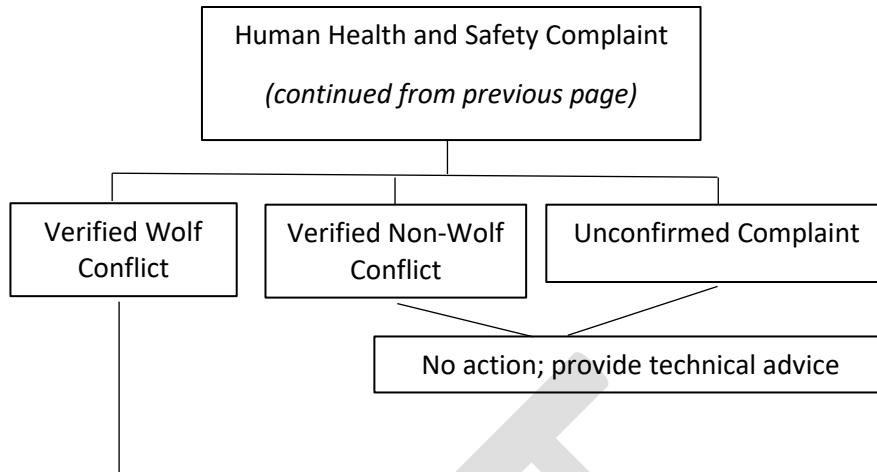 Human Health and Safety Complaint
(continued from previous page)
Verified Wolf
Conflict
Verified Non-Wolf
Conflict
Unconfirmed Complaint
No action; provide technical advice